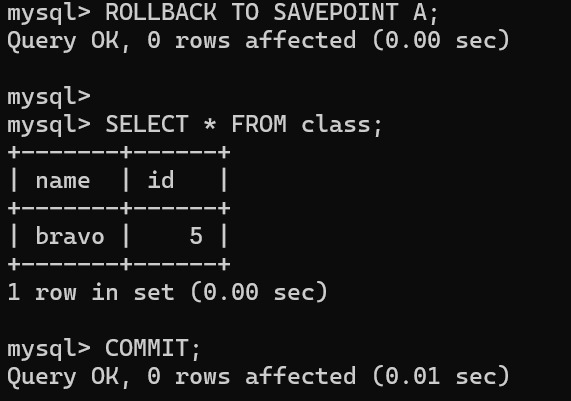 mysql> ROLLBACK TO SAVEPOINT A;
Query OK, 0 rows affected (0.00 sec)
mysql>
mysql> SELECT * FROM class;
+-------+------+
| name  | id   |
+-------+------+
| bravo |    5 |
+-------+------+
1 row in set (0.00 sec)
mysql> COMMIT;
Query OK, 0 rows affected (0.01 sec)